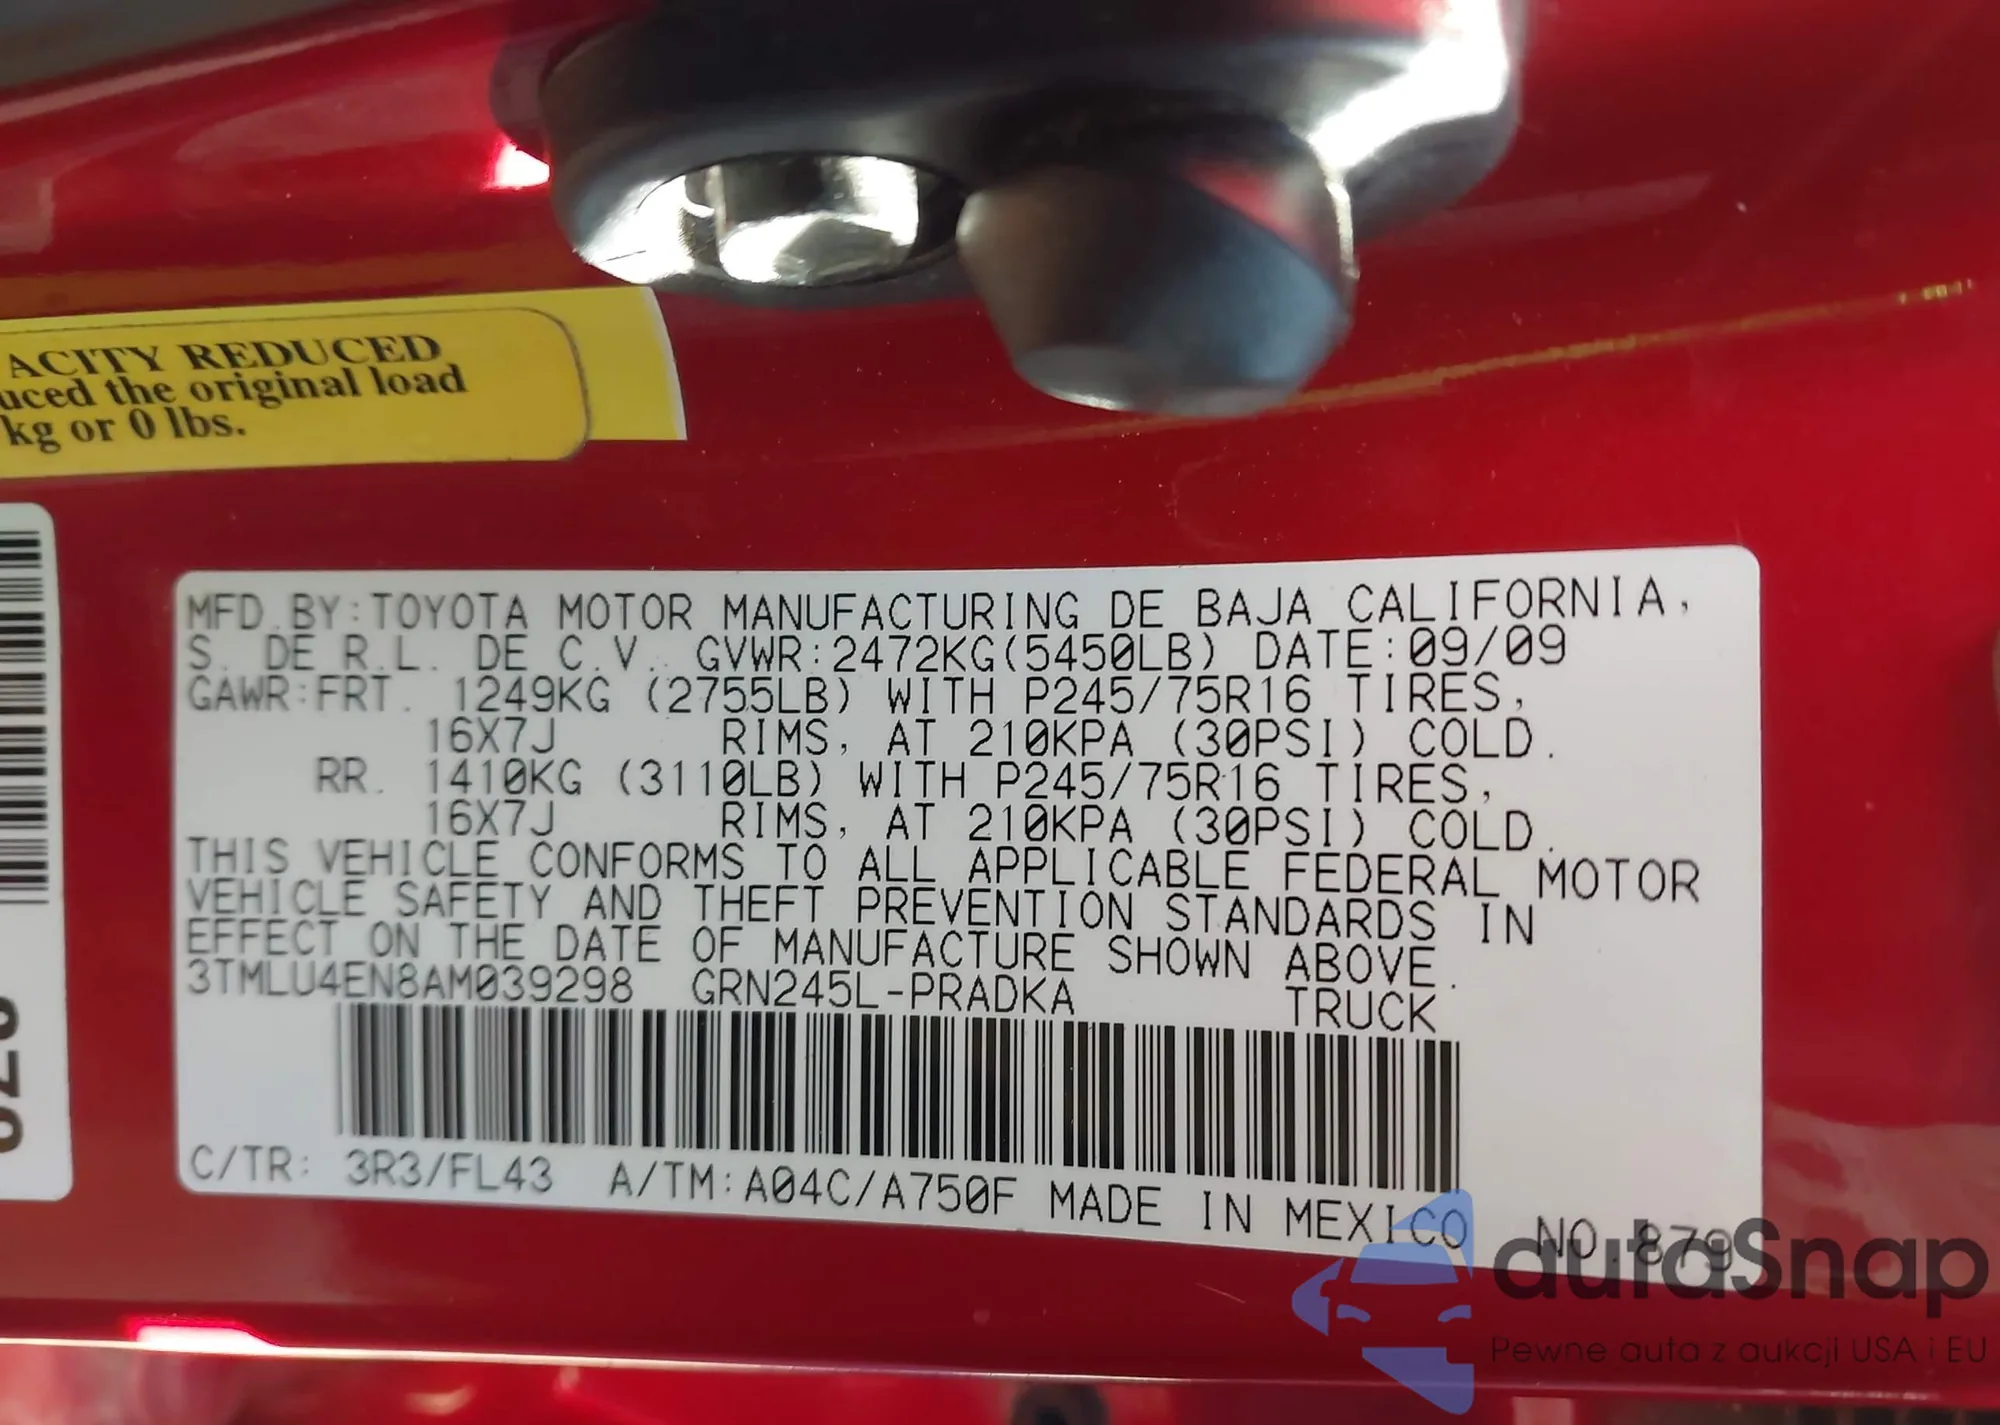 ACITY REDUCED
uced the original load
kg or 0 lbs.
MFD.BY:TOYOTA MOTOR MANUFACTURING DE BAJA CALIFORNIA,
S. DE R.L. DE C.V. GVWR:2472KG(5450LB) DATE:09/09
GAWR:FRT. 1249KG (2755LB) WITH P245/75R16 TIRES,
16X7J RIMS, AT 210KPA (30PSI) COLD.
RR. 1410KG (3110LB) WITH P245/75R16 TIRES,
16X7J RIMS, AT 210KPA (30PSI) COLD.
THIS VEHICLE CONFORMS TO ALL APPLICABLE FEDERAL MOTOR
VEHICLE SAFETY AND THEFT PREVENTION STANDARDS IN
EFFECT ON THE DATE OF MANUFACTURE SHOWN ABOVE.
3TMLU4EN8AM039298 GRN245L-PRADKA TRUCK
C/TR: 3R3/FL43 A/TM:A04C/A750F MADE IN MEXICO NO.879
autaSnap
Pewne auta z aukcji USA i EU